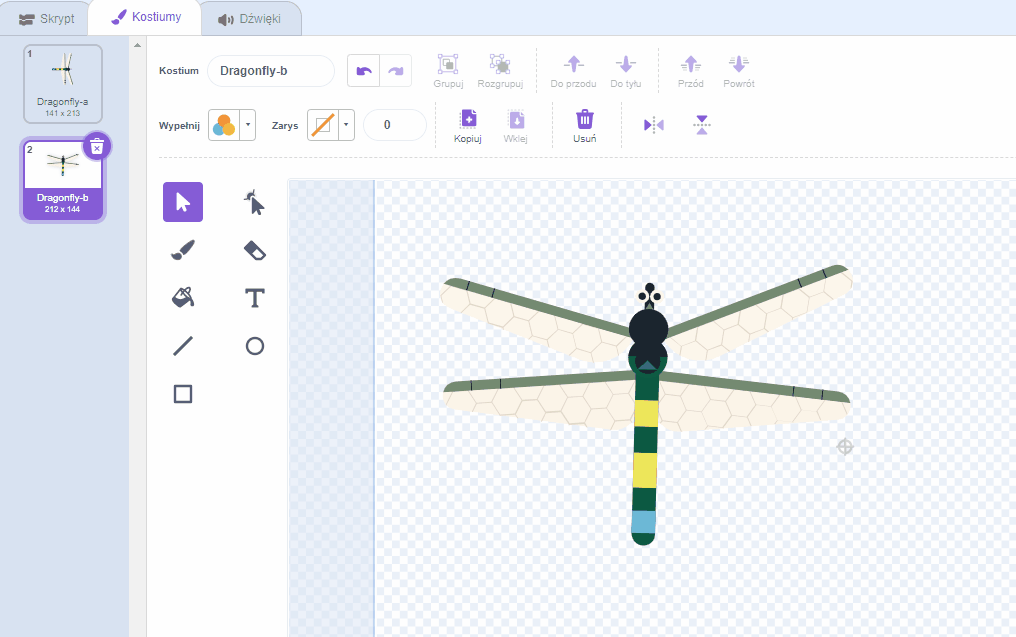 Skrypt
Kostiumy
Dźwięki
1
Dragonfly-a
141 x 213
2
Dragonfly-b
212 x 144
Kostium
Dragonfly-b
Grupuj
Rozgrupuj
Do przodu
Do tyłu
Przód
Powrót
Wypełnij
Zarys
0
Kopiuj
Wklej
Usuń
T